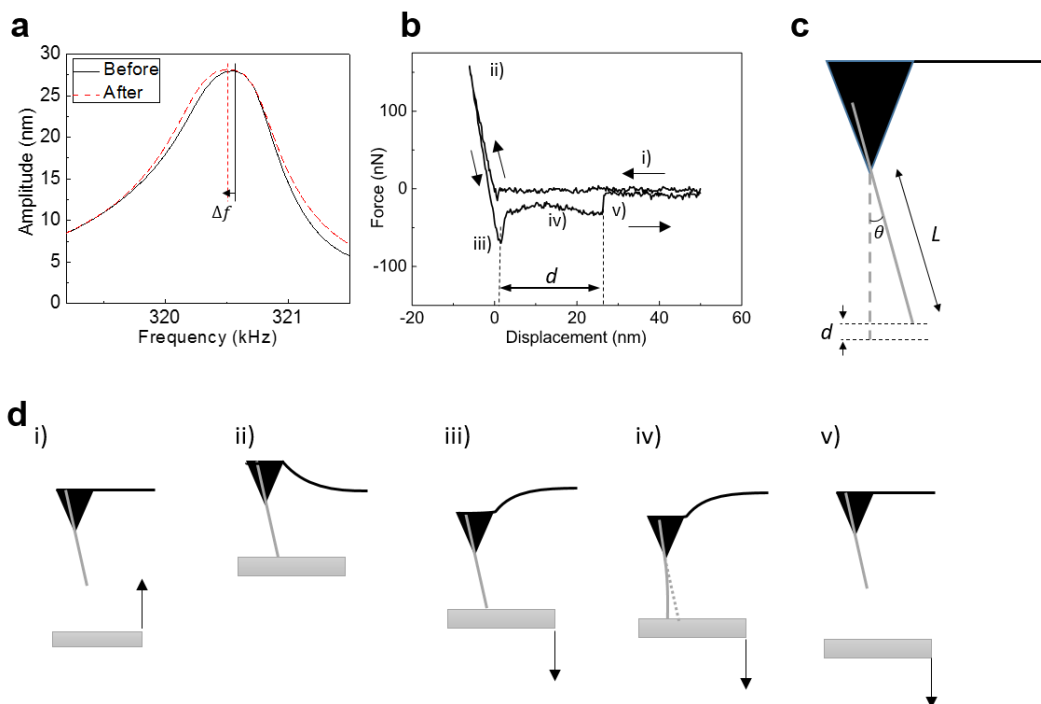 a
30
25
20
15
10
5
0
Amplitude (nm)
Before
After
Δf
320
321
Frequency (kHz)
b
100
0
-100
Force (nN)
ii)
i)
iii)
iv)
v)
d
-20
0
20
40
60
Displacement (nm)
c
θ
L
d
d
i)
ii)
iii)
iv)
v)